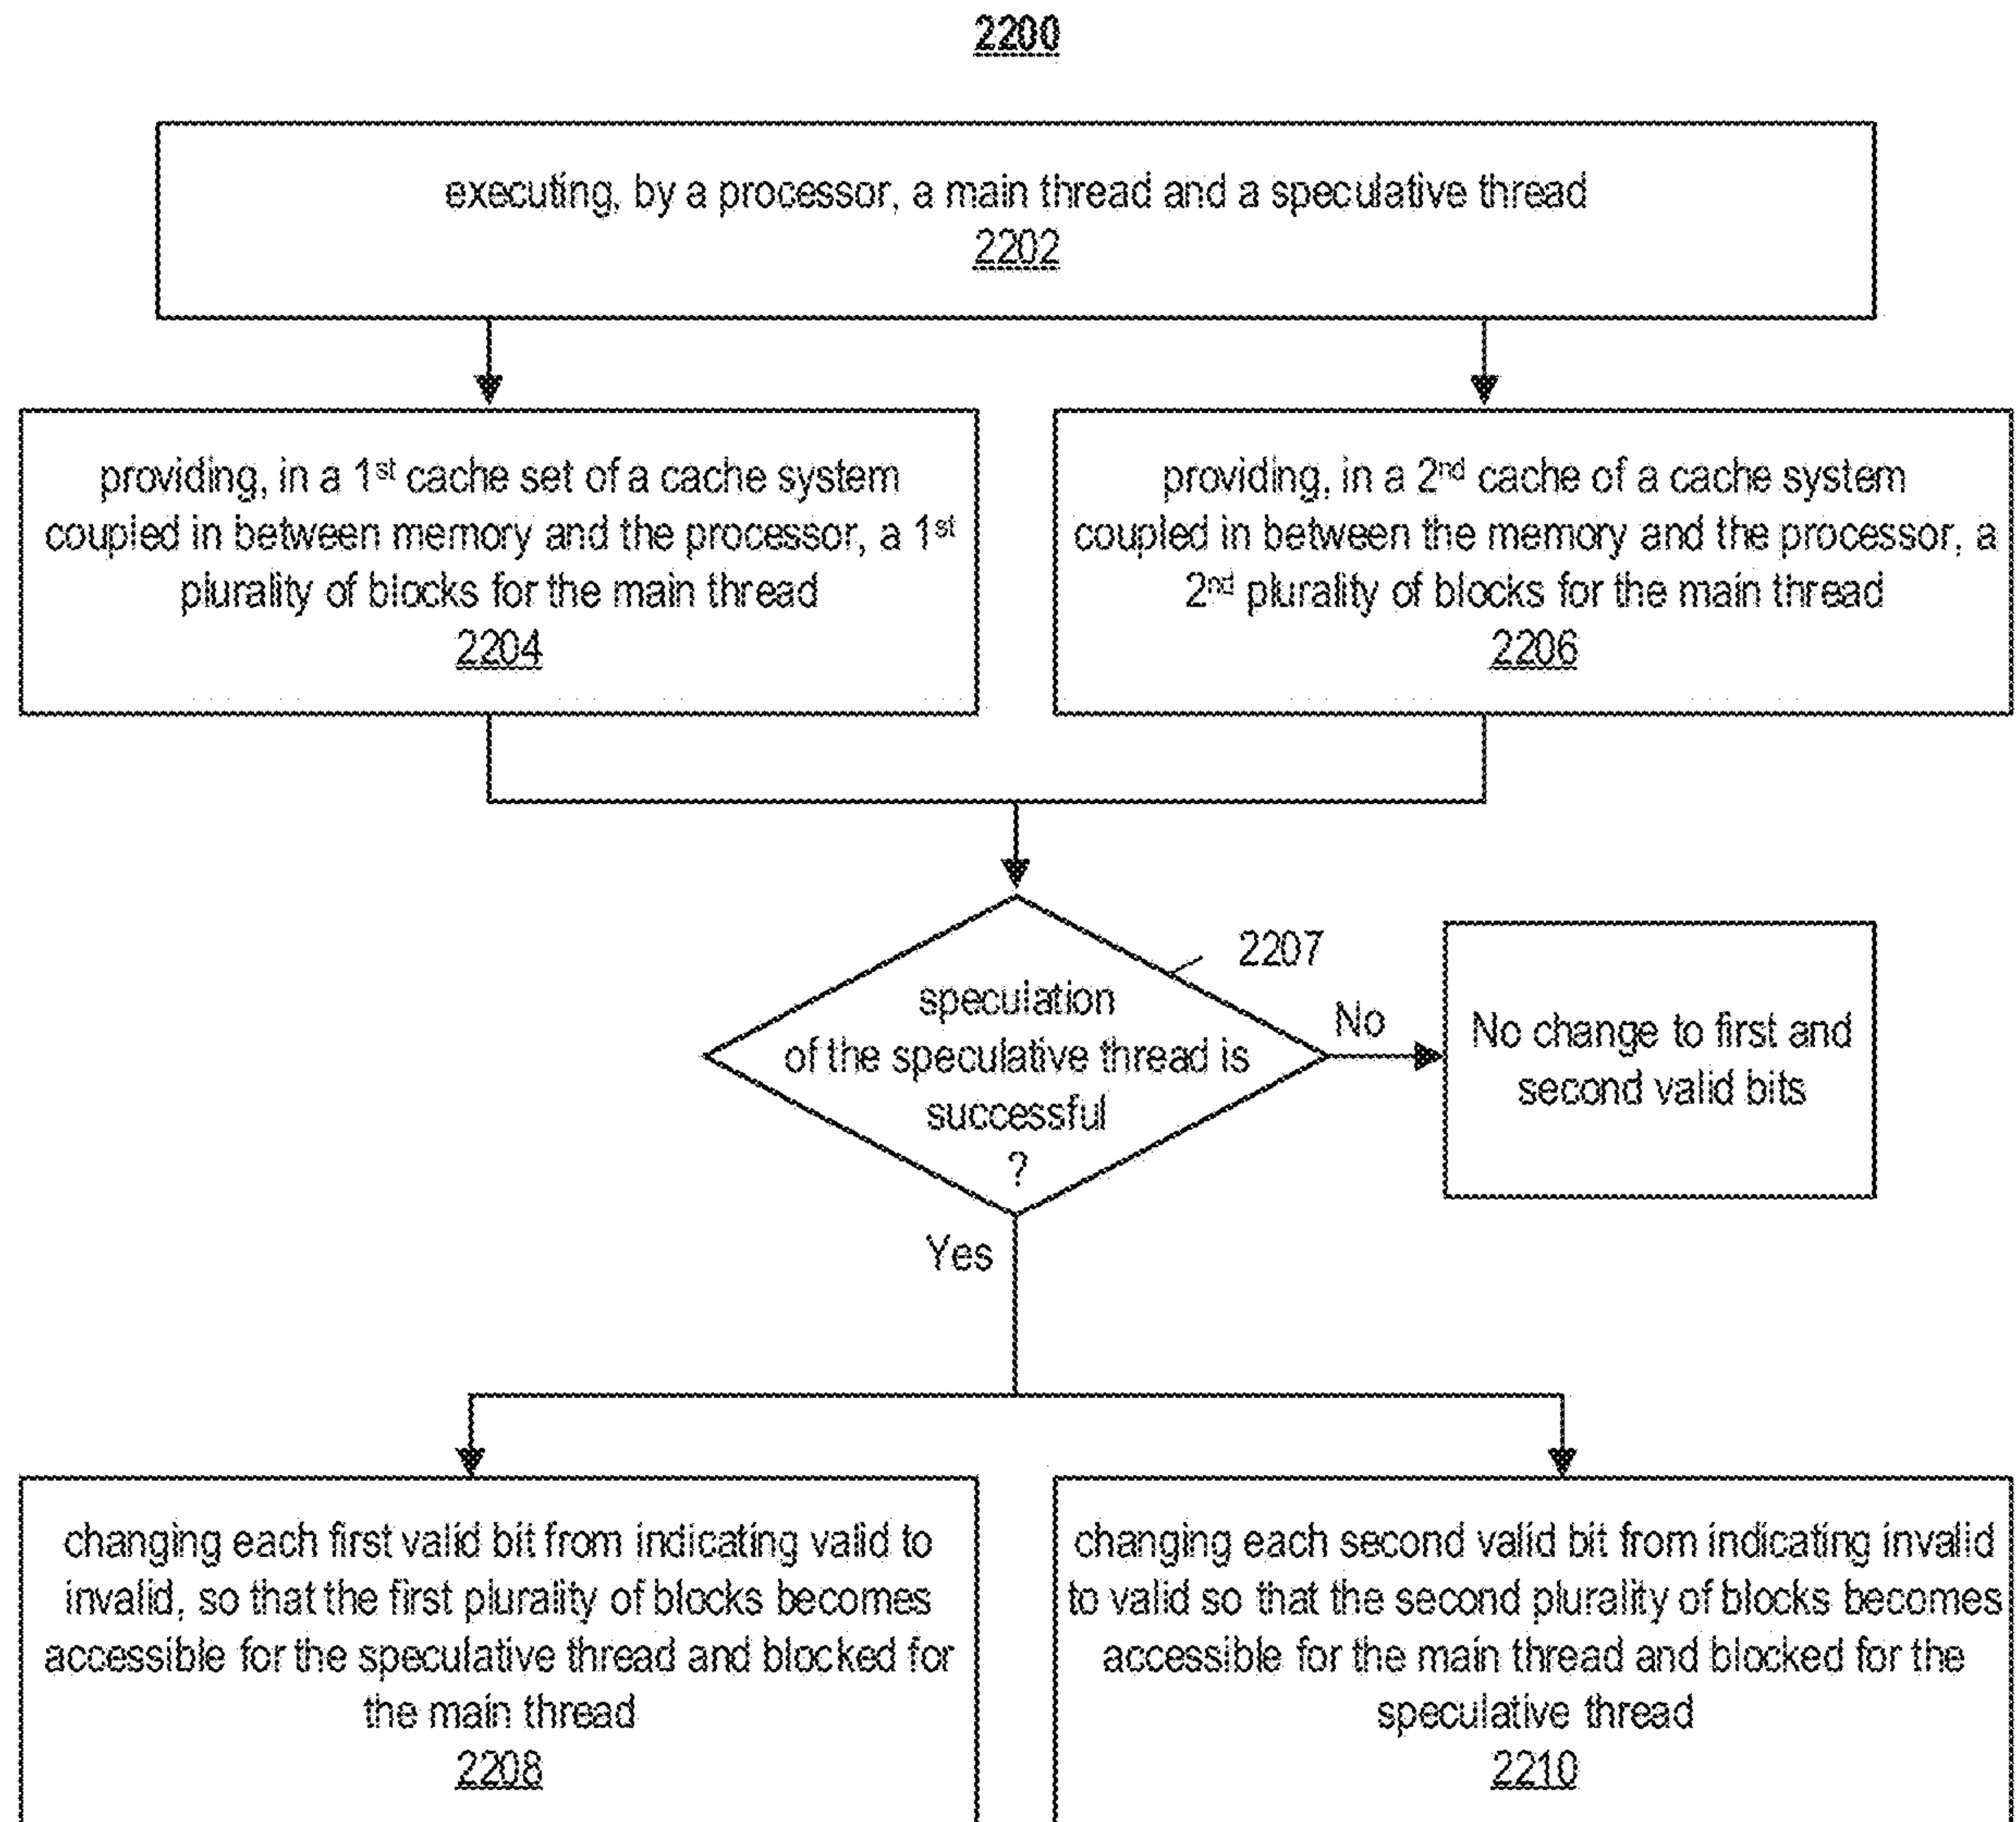 2200
executing, by a processor, a main thread and a speculative thread
2202
providing, in a 1st cache set of a cache system
coupled in between memory and the processor, a 1st
plurality of blocks for the main thread
2204
providing, in a 2nd cache of a cache system
coupled in between the memory and the processor, a
2nd plurality of blocks for the main thread
2206
2207
speculation
of the speculative thread is
successful
?
No
No change to first and
second valid bits
Yes
changing each first valid bit from indicating valid to
invalid, so that the first plurality of blocks becomes
accessible for the speculative thread and blocked for
the main thread
2208
changing each second valid bit from indicating invalid
to valid so that the second plurality of blocks becomes
accessible for the main thread and blocked for the
speculative thread
2210